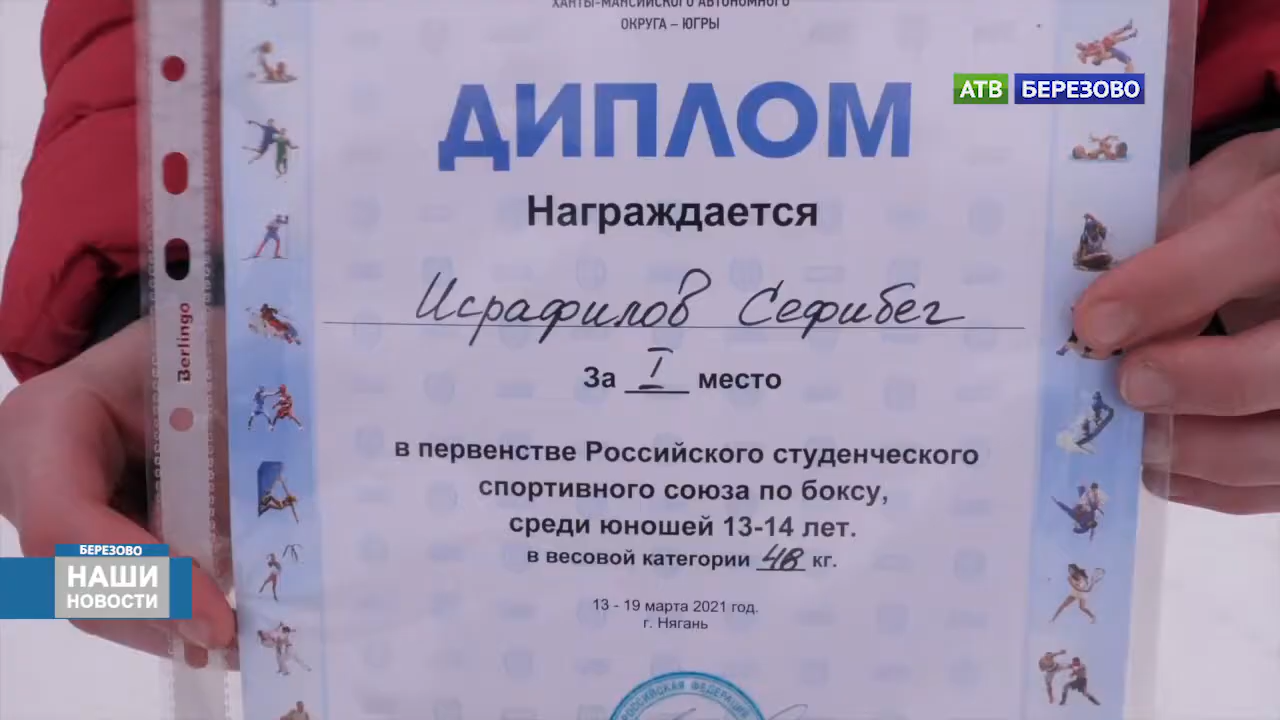 ХАНТЫ-МАНСИЙСКОГО АВТОНОМНОГО
ОКРУГА – ЮГРЫ
АТВ БЕРЕЗОВО
ДИПЛОМ
Награждается
Исрафилов Сефибег
За I место
в первенстве Российского студенческого
спортивного союза по боксу,
среди юношей 13-14 лет.
в весовой категории 48 кг.
13 - 19 марта 2021 год.
г. Нягань
РОССИЙСКАЯ ФЕДЕРАЦИЯ
Berlingo
БЕРЕЗОВО
НАШИ
НОВОСТИ